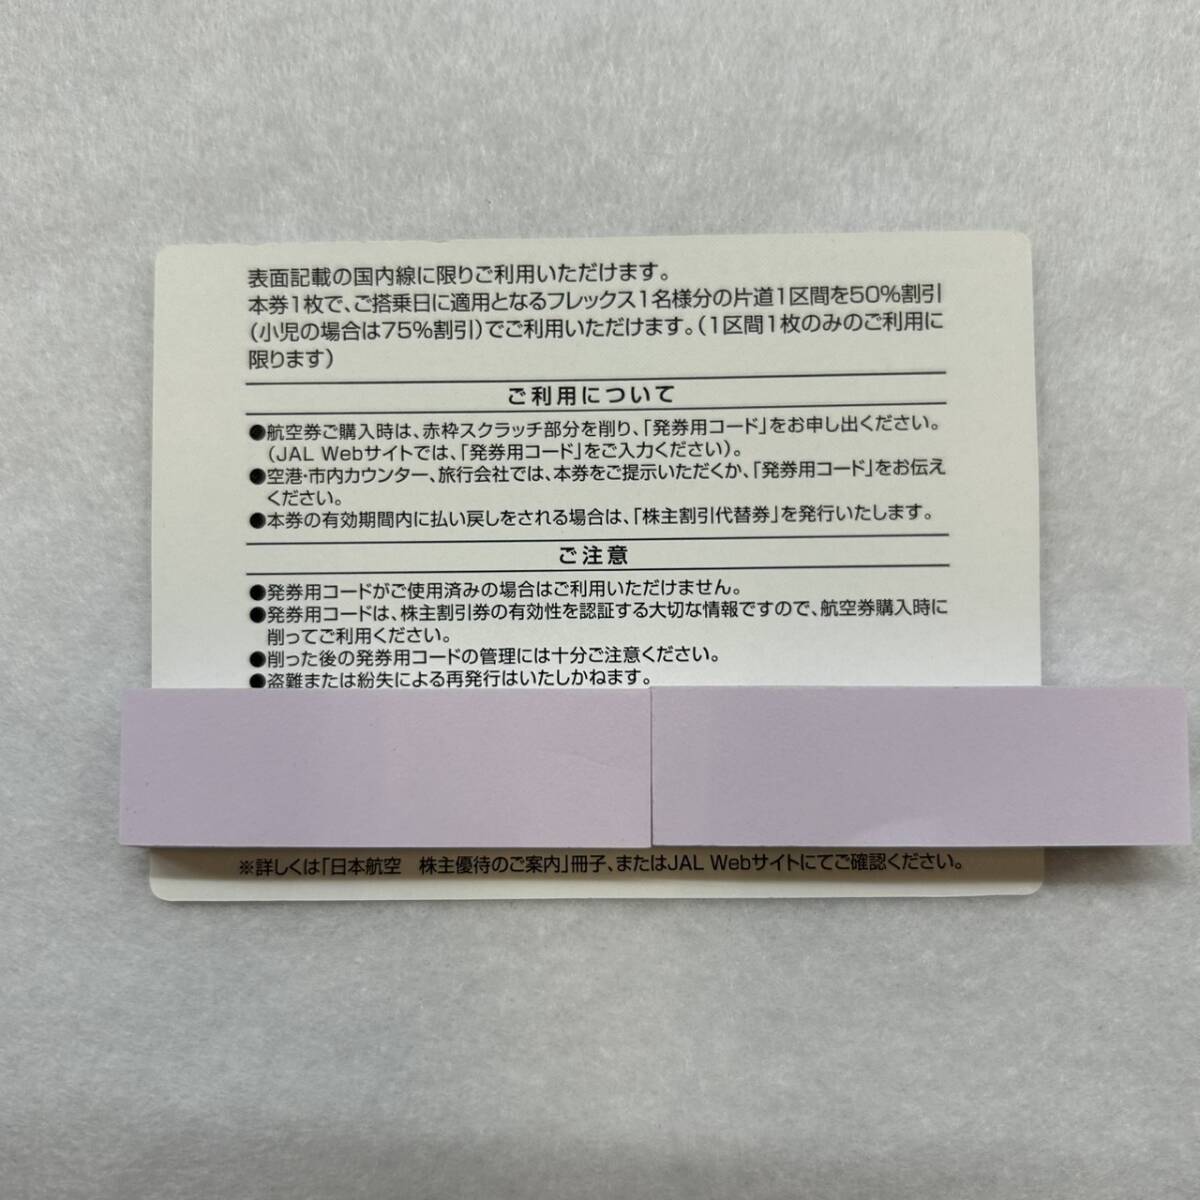 表面記載の国内線に限りご利用いただけます。
本券1枚で、ご搭乗日に適用となるフレックス1名様分の片道1区間を50%割引
(小児の場合は75%割引)でご利用いただけます。(1区間1枚のみのご利用に
限ります)
ご利用について
●航空券ご購入時は、赤枠スクラッチ部分を削り、「発券用コード」をお申し出ください。
(JAL Webサイトでは、「発券用コード」をご入力ください)。
●空港・市内カウンター、旅行会社では、本券をご提示いただくか、「発券用コード」をお伝え
ください。
●本券の有効期間内に払い戻しをされる場合は、「株主割引代替券」を発行いたします。
ご注意
●発券用コードがご使用済みの場合はご利用いただけません。
●発券用コードは、株主割引券の有効性を認証する大切な情報ですので、航空券購入時に
削ってご利用ください。
●削った後の発券用コードの管理には十分ご注意ください。
●盗難または紛失による再発行はいたしかねます。
※詳しくは「日本航空　株主優待のご案内」冊子、またはJAL Webサイトにてご確認ください。